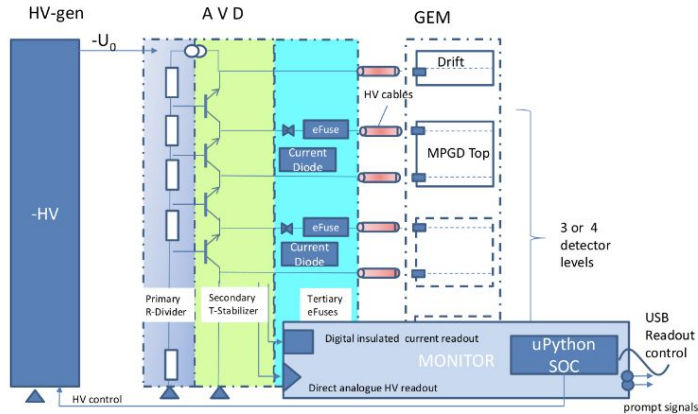 HV-gen
A V D
GEM
-U0
Drift
HV cables
eFuse
MPGD Top
Current
Diode
-HV
eFuse
3 or 4
detector
levels
Current
Diode
Primary
R-Divider
Secondary
T-Stabilizer
Tertiary
eFuses
USB
Readout
control
Digital insulated current readout
uPython
SOC
MONITOR
Direct analogue HV readout
HV control
prompt signals